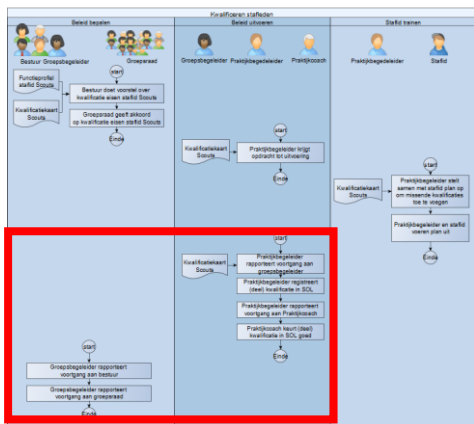 Kwalificeren stafleden
Beleid bepalen
Beleid uitvoeren
Staflid trainen
Bestuur Groepsbegeleider
Groepsraad
Groepsbegeleider
Praktijkbegeleider
Praktijkcoach
Praktijkbegeleider
Staflid
start
Functieprofiel
staflid Scouts
Kwalificatiekaart
Scouts
Bestuur doet voorstel over
kwalificatie eisen staflid Scouts
Groepsraad geeft akkoord
op kwalificatie eisen staflid Scouts
Einde
start
Kwalificatiekaart
Scouts
Praktijkbegeleider krijgt
opdracht tot uitvoering
Einde
start
Kwalificatiekaart
Scouts
Praktijkbegeleider stelt
samen met staflid plan op
om missende kwalificaties
toe te voegen
Praktijkbegeleider en staflid
voeren plan uit
Einde
start
Kwalificatiekaart
Scouts
Praktijkbegeleider
rapporteert voortgang aan
groepsbegeleider
Praktijkbegeleider registreert
(deel) kwalificatie in SOL
Praktijkbegeleider rapporteert
voortgang aan Praktijkcoach
Praktijkcoach keurt (deel)
kwalificatie in SOL goed
Einde
start
Groepsbegeleider rapporteert
voortgang aan bestuur
Groepsbegeleider rapporteert
voortgang aan groepsraad
Einde